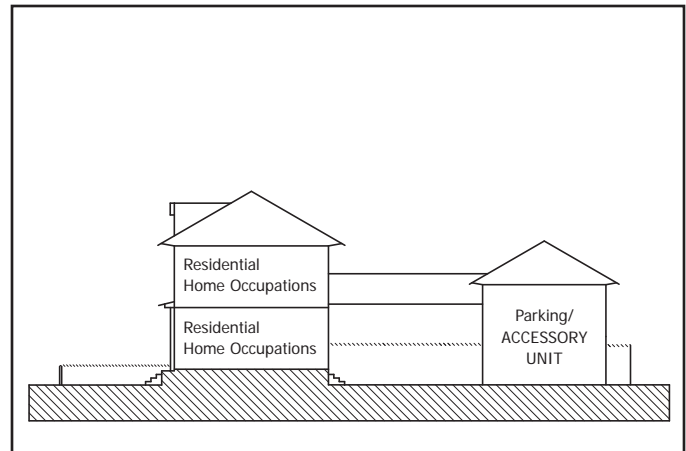 Residential
Home Occupations
Residential
Home Occupations
Parking/
ACCESSORY
UNIT